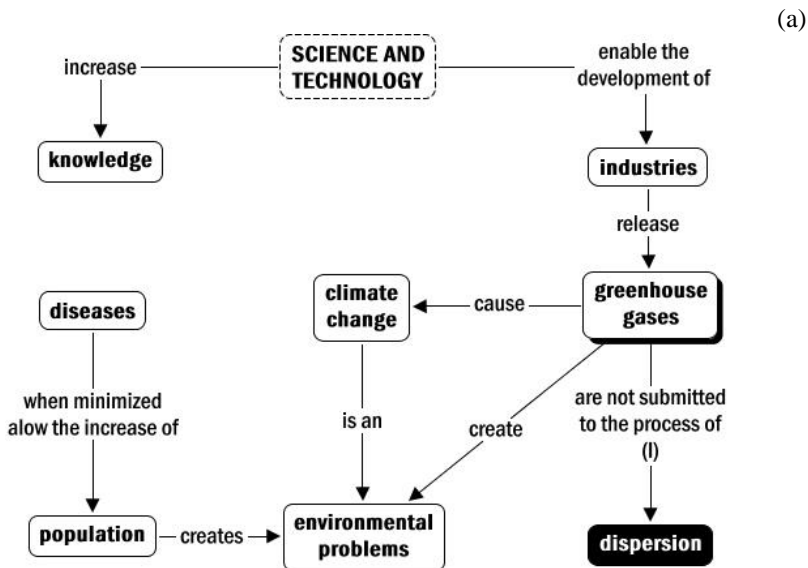 (a)
SCIENCE AND
TECHNOLOGY
increase
enable the
development of
knowledge
industries
release
diseases
climate
change
cause
greenhouse
gases
when minimized
alow the increase of
is an
create
are not submitted
to the process of
(I)
population
creates
environmental
problems
dispersion